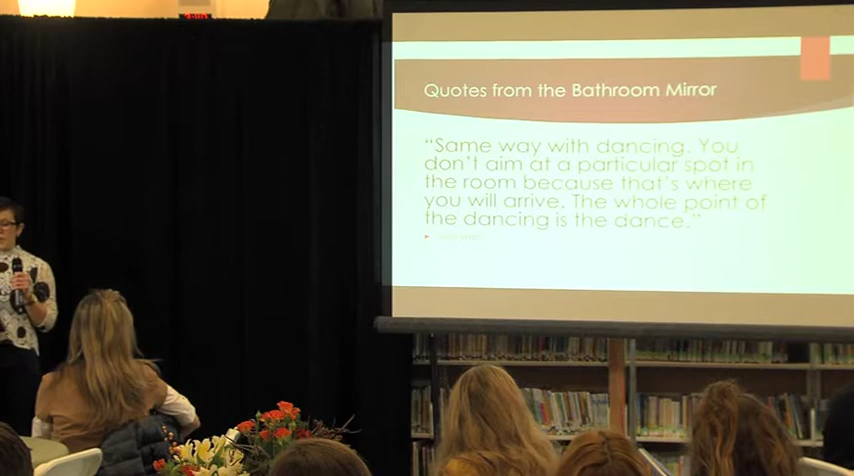 Quotes from the Bathroom Mirror
“Same way with dancing. You
don’t aim at a particular spot in
the room because that’s where
you will arrive. The whole point of
the dancing is the dance.”